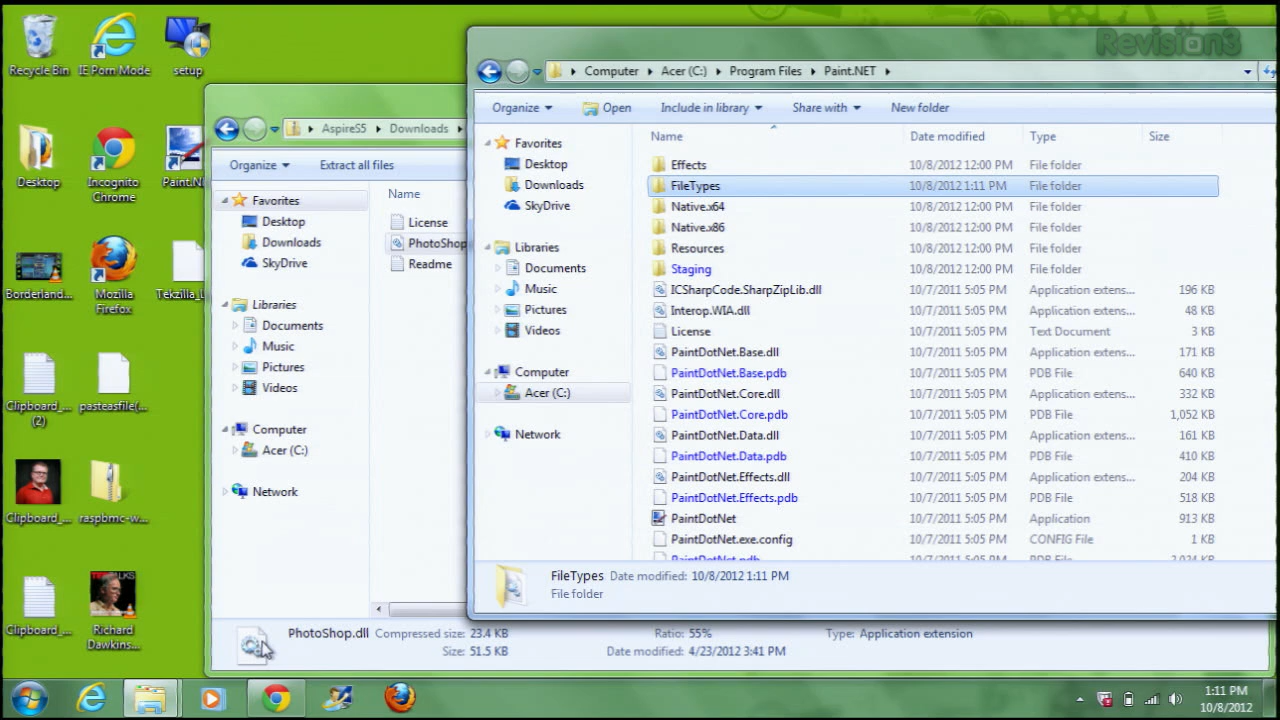 Revision3
Recycle Bin
IE Porn Mode
setup
Desktop
Incognito
Chrome
Paint.N
Borderland...
Mozilla
Firefox
Tekzilla_L
Clipboard_...
(2)
pasteasfile(...
Clipboard_...
raspbmc-w...
Clipboard_...
Richard
Dawkins...
AspireS5 Downloads
Organize Extract all files
Favorites
Desktop
Downloads
SkyDrive
Libraries
Documents
Music
Pictures
Videos
Computer
Acer (C:)
Network
Name
License
PhotoShop
Readme
PhotoShop.dll Compressed size: 23.4 KB Ratio: 55% Type: Application extension
Size: 51.5 KB Date modified: 4/23/2012 3:41 PM
Computer Acer (C:) Program Files Paint.NET
Organize Open Include in library Share with New folder
Favorites
Desktop
Downloads
SkyDrive
Libraries
Documents
Music
Pictures
Videos
Computer
Acer (C:)
Network
Name Date modified Type Size
Effects 10/8/2012 12:00 PM File folder
FileTypes 10/8/2012 1:11 PM File folder
Native.x64 10/8/2012 12:00 PM File folder
Native.x86 10/8/2012 12:00 PM File folder
Resources 10/8/2012 12:00 PM File folder
Staging 10/8/2012 12:00 PM File folder
ICSharpCode.SharpZipLib.dll 10/7/2011 5:05 PM Application extens... 196 KB
Interop.WIA.dll 10/7/2011 5:05 PM Application extens... 48 KB
License 10/7/2011 5:05 PM Text Document 3 KB
PaintDotNet.Base.dll 10/7/2011 5:05 PM Application extens... 171 KB
PaintDotNet.Base.pdb 10/7/2011 5:05 PM PDB File 640 KB
PaintDotNet.Core.dll 10/7/2011 5:05 PM Application extens... 332 KB
PaintDotNet.Core.pdb 10/7/2011 5:05 PM PDB File 1,052 KB
PaintDotNet.Data.dll 10/7/2011 5:05 PM Application extens... 161 KB
PaintDotNet.Data.pdb 10/7/2011 5:05 PM PDB File 410 KB
PaintDotNet.Effects.dll 10/7/2011 5:05 PM Application extens... 204 KB
PaintDotNet.Effects.pdb 10/7/2011 5:05 PM PDB File 518 KB
PaintDotNet 10/7/2011 5:05 PM Application 913 KB
PaintDotNet.exe.config 10/7/2011 5:05 PM CONFIG File 1 KB
PaintDotNet.pdb 10/7/2011 5:05 PM PDB File
FileTypes Date modified: 10/8/2012 1:11 PM
File folder
1:11 PM
10/8/2012